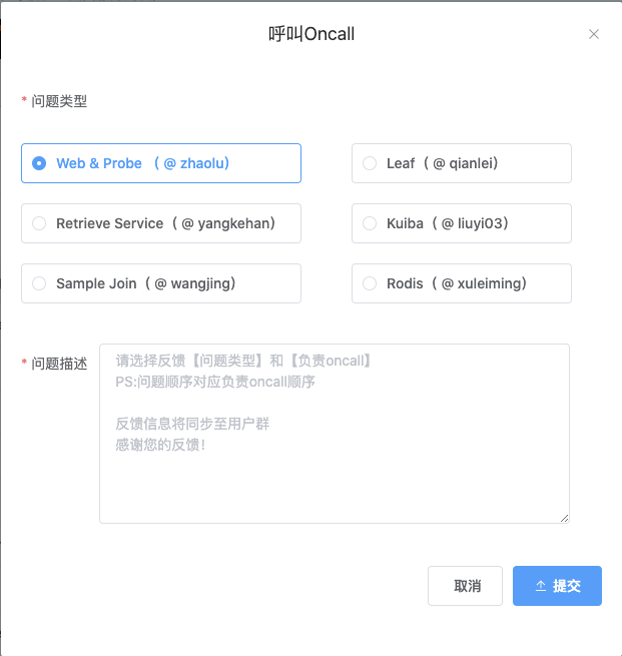 呼叫Oncall
* 问题类型
Web & Probe （ @ zhaolu）
Leaf（ @ qianlei）
Retrieve Service（ @ yangkehan）
Kuiba（ @ liuyi03）
Sample Join（ @ wangjing）
Rodis（ @ xuleiming）
* 问题描述
请选择反馈【问题类型】和【负责oncall】
PS:问题顺序对应负责oncall顺序
反馈信息将同步至用户群
感谢您的反馈！
取消
提交